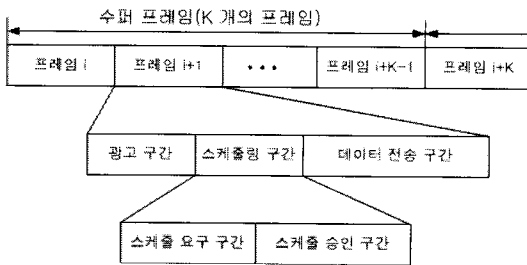 수퍼 프레임(K 개의 프레임)
프레임 i 프레임 i+1 ··· 프레임 i+K-1 프레임 i+K
광고 구간 스케줄링 구간 데이터 전송 구간
스케줄 요구 구간 스케줄 승인 구간